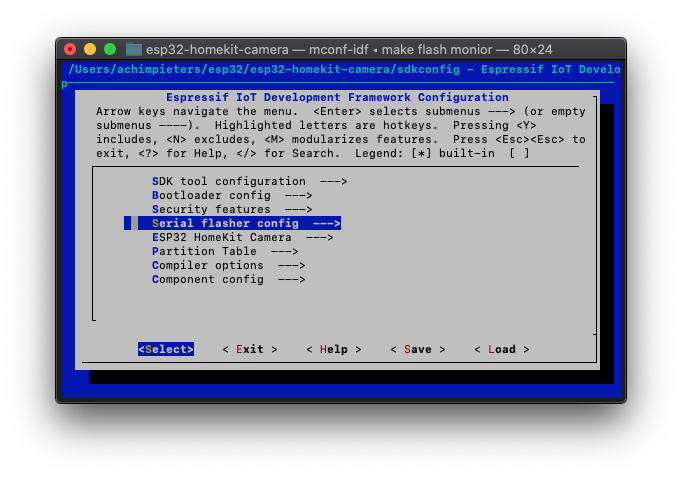 esp32-homekit-camera — mconf-idf ◂ make flash monior — 80×24
/Users/achimpieters/esp32/esp32-homekit-camera/sdkconfig - Espressif IoT Develo
p
Espressif IoT Development Framework Configuration
Arrow keys navigate the menu.  <Enter> selects submenus ---> (or empty
submenus ----).  Highlighted letters are hotkeys.  Pressing <Y>
includes, <N> excludes, <M> modularizes features.  Press <Esc><Esc> to
exit, <?> for Help, </> for Search.  Legend: [*] built-in  [ ]
SDK tool configuration  --->
Bootloader config  --->
Security features  --->
Serial flasher config  --->
ESP32 HomeKit Camera  --->
Partition Table  --->
Compiler options  --->
Component config  --->
<Select>    < Exit >    < Help >    < Save >    < Load >